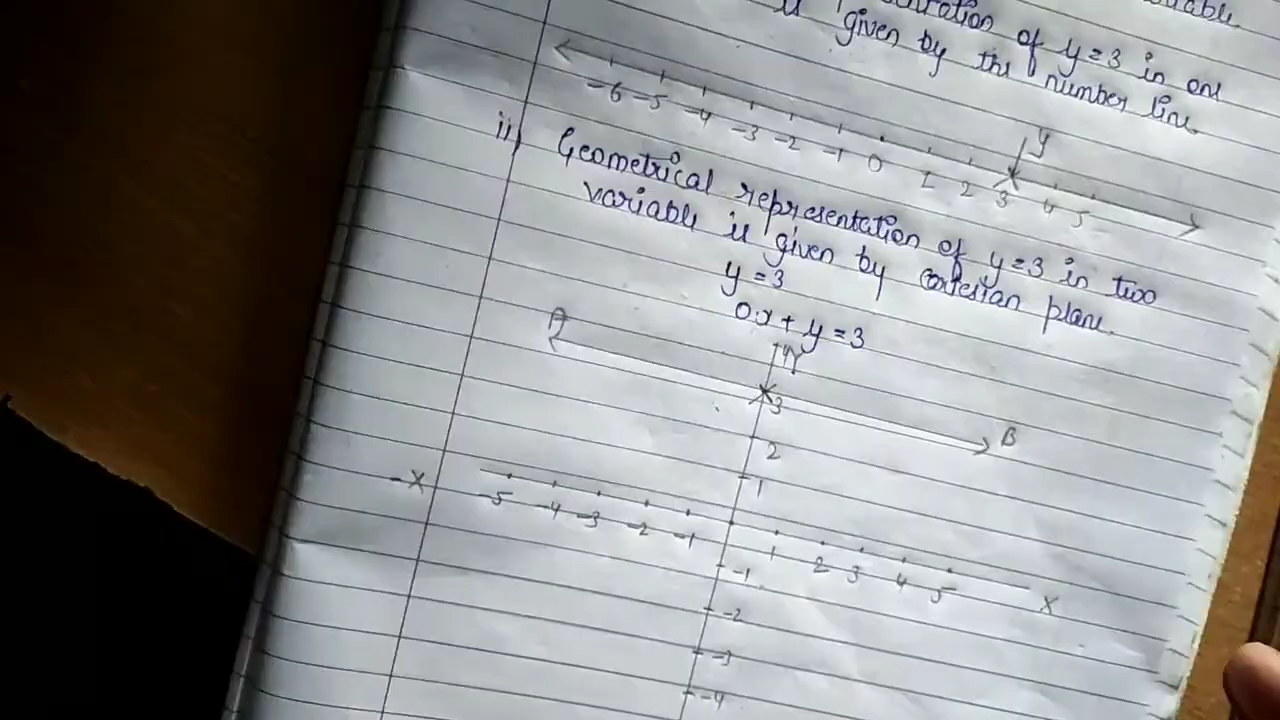 of y=3 in one
is given by the number line.
y
-6 -5 -4 -3 -2 -1 0 1 2 3 4 5
ii) Geometrical representation of y=3 in two
variable is given by cartesian plane.
y=3
0.x+y=3
A
Y
3
B
2
1
-X
-5 -4 -3 -2 -1 1 2 3 4 5
X
-1
-2
-3
-4